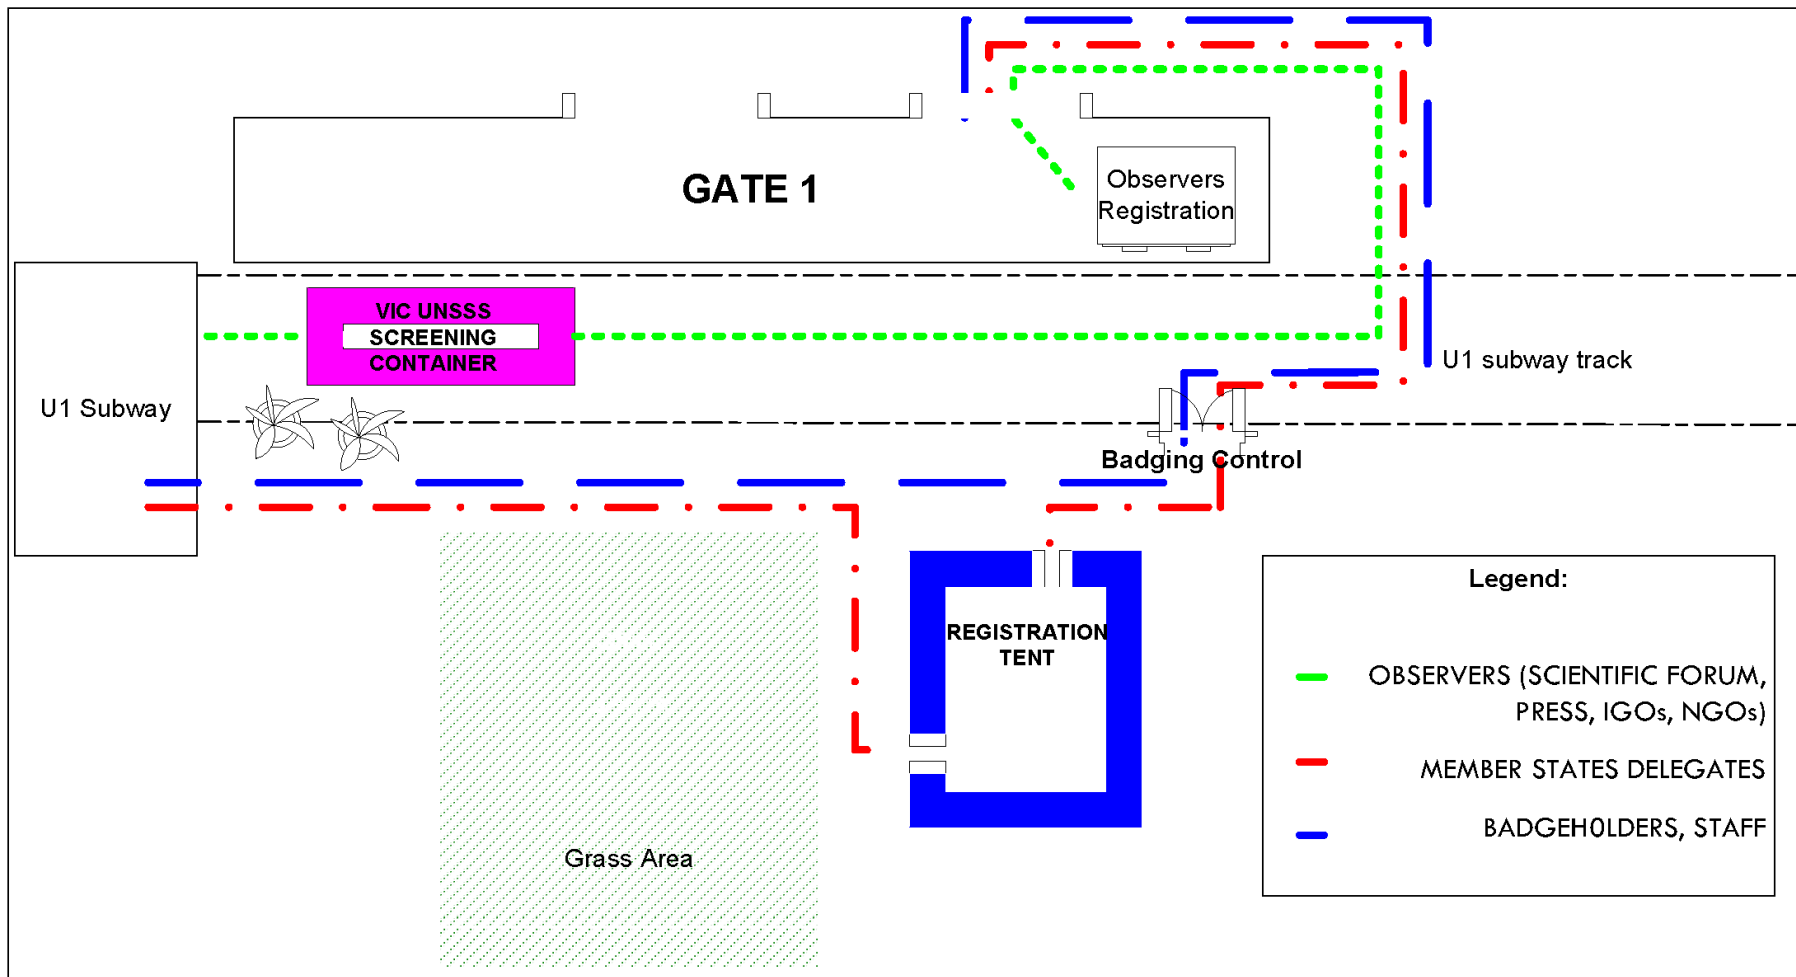 GATE 1
Observers
Registration
VIC UNSSS
SCREENING
CONTAINER
U1 Subway
U1 subway track
Badging Control
REGISTRATION
TENT
Grass Area
Legend:
OBSERVERS (SCIENTIFIC FORUM,
PRESS, IGOs, NGOs)
MEMBER STATES DELEGATES
BADGEH0LDERS, STAFF